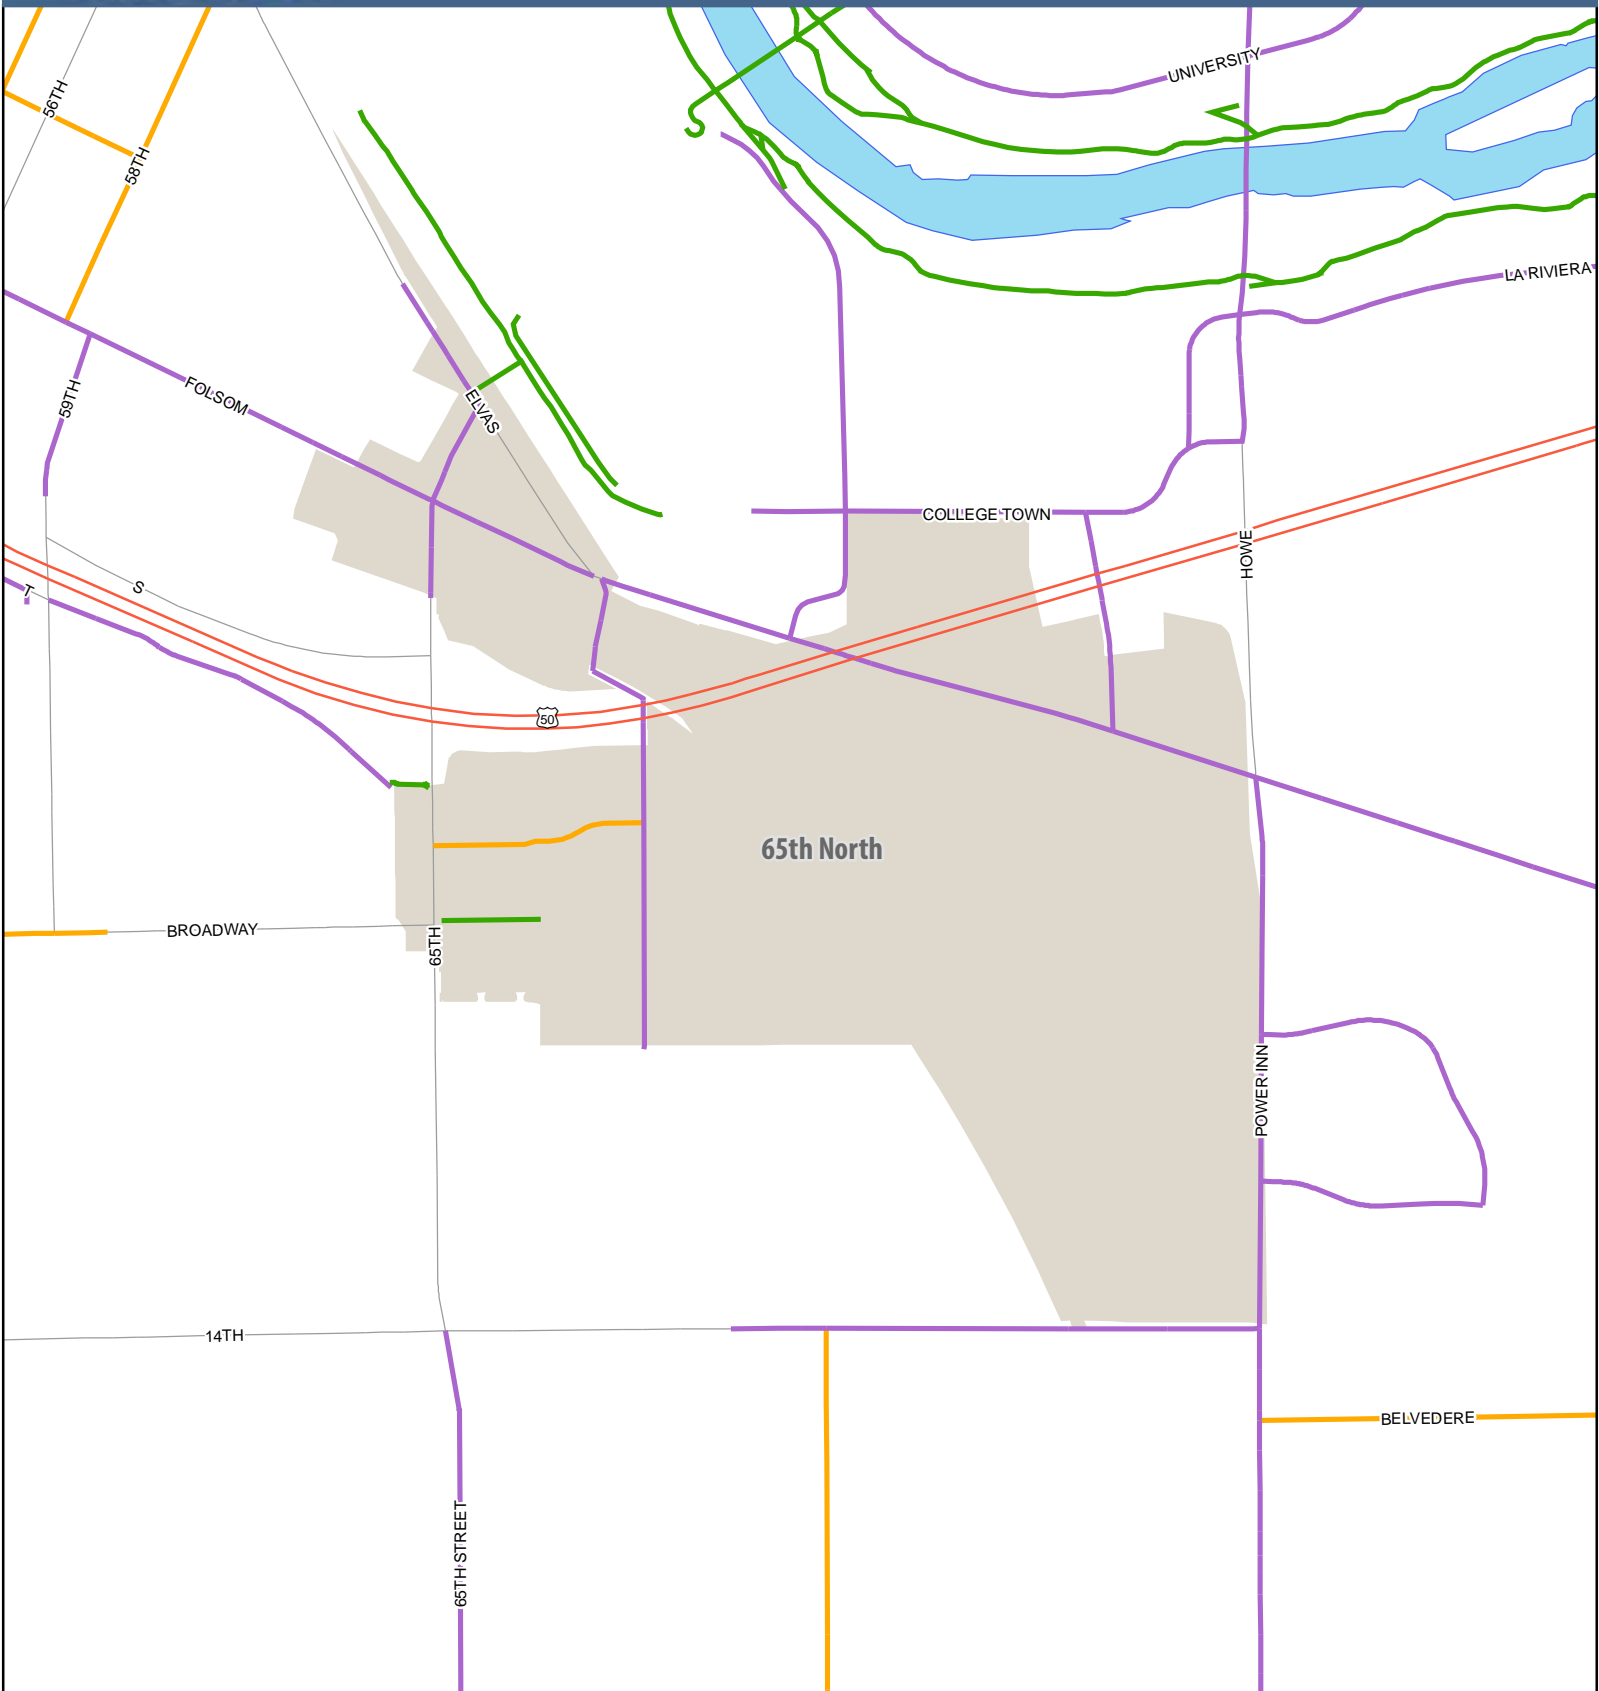 UNIVERSITY
56TH
58TH
LA RIVIERA
59TH
FOLSOM
ELVAS
COLLEGE TOWN
HOWE
S
T
50
65th North
BROADWAY
65TH
POWER INN
14TH
BELVEDERE
65TH STREET